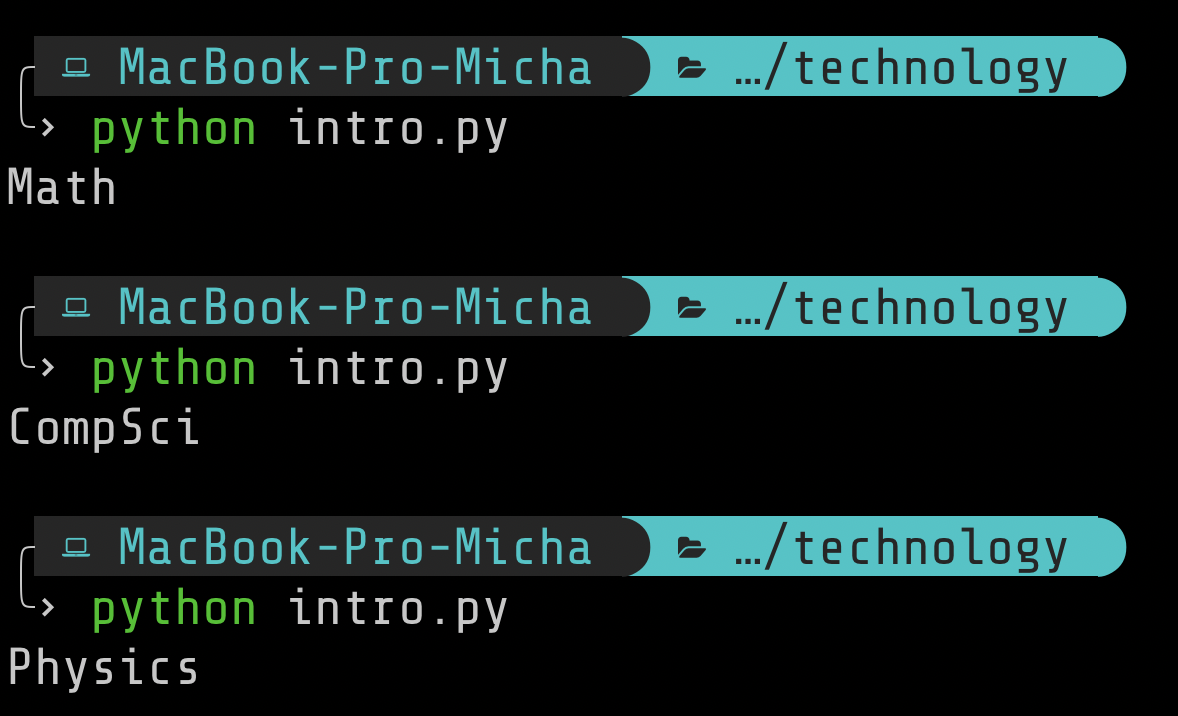 MacBook-Pro-Micha …/technology
› python intro.py
Math
MacBook-Pro-Micha …/technology
› python intro.py
CompSci
MacBook-Pro-Micha …/technology
› python intro.py
Physics